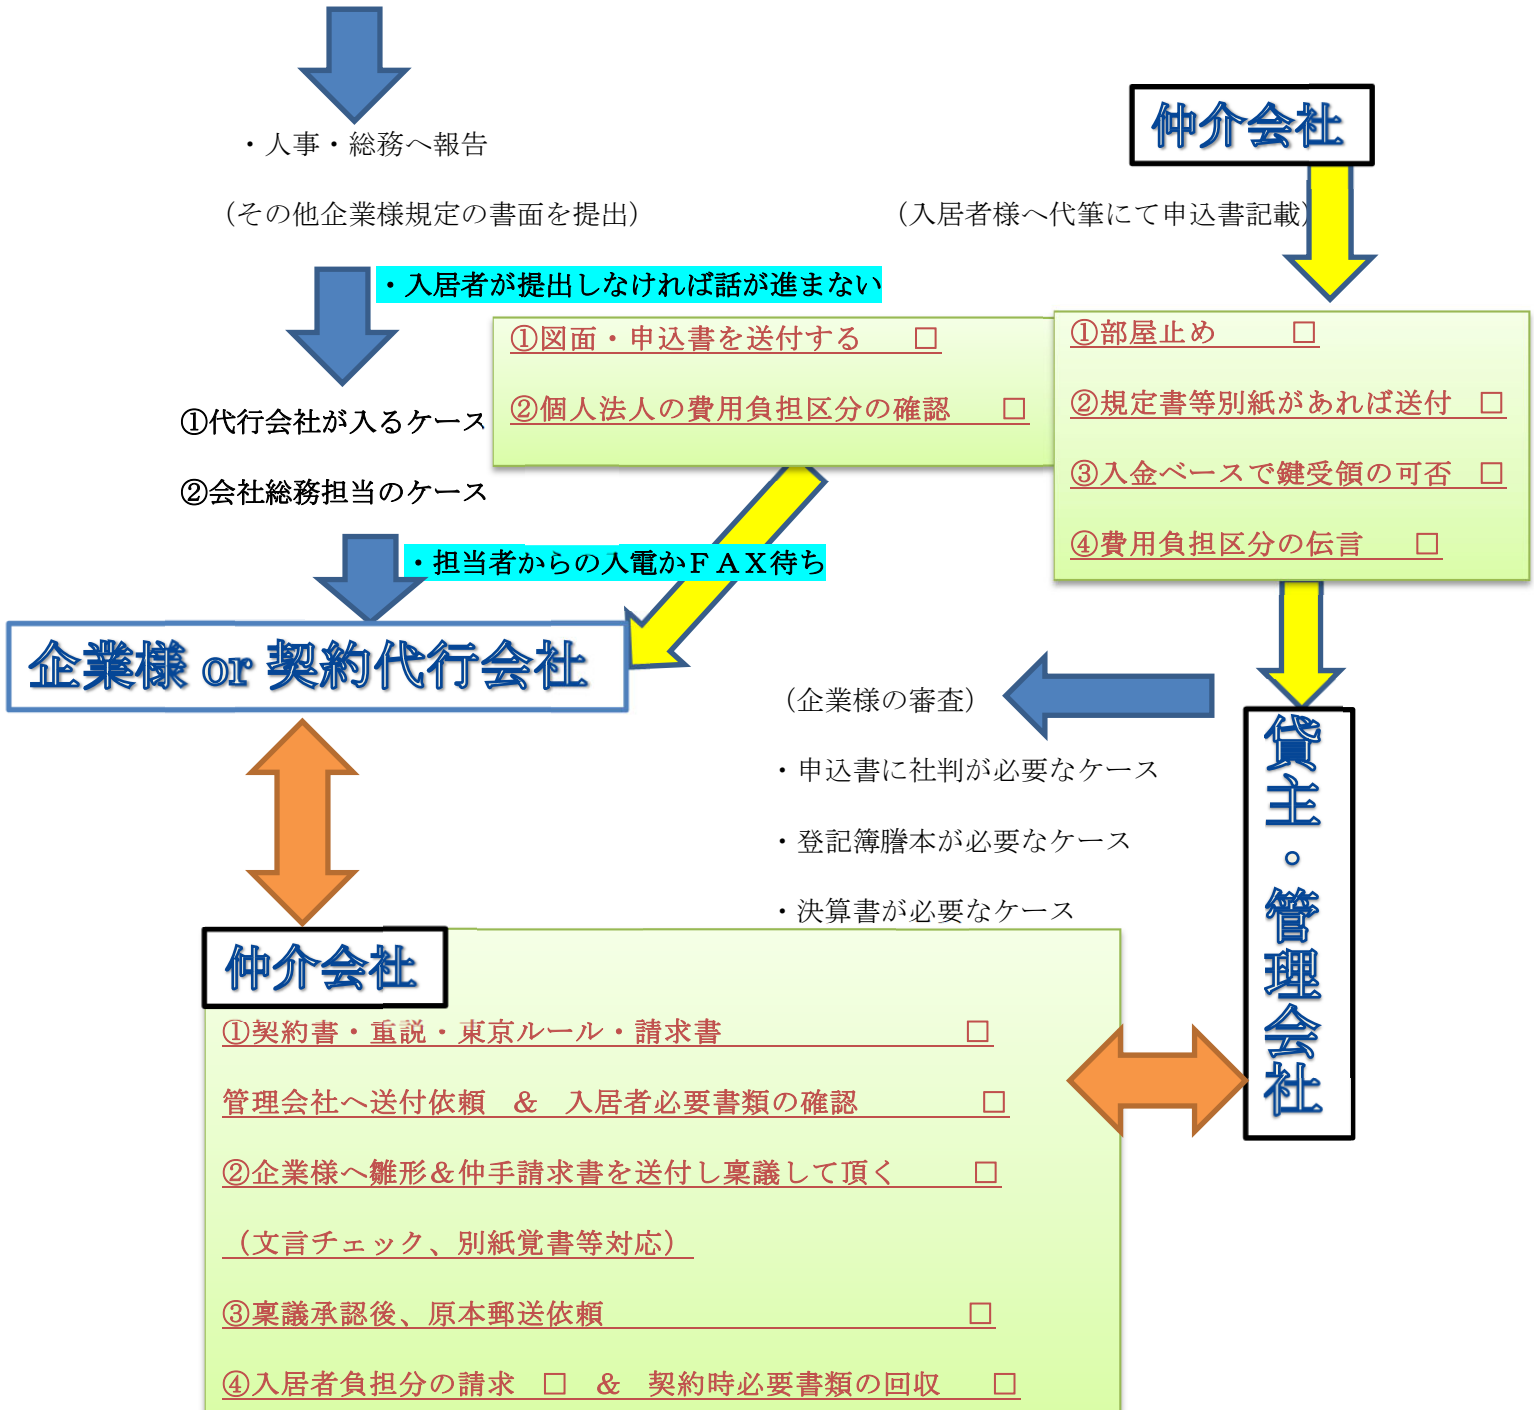 ・人事・総務へ報告
（その他企業様規定の書面を提出）
・入居者が提出しなければ話が進まない
①代行会社が入るケース
②会社総務担当のケース
・担当者からの入電かＦＡＸ待ち
企業様 or 契約代行会社
仲介会社
（入居者様へ代筆にて申込書記載）
①図面・申込書を送付する　□
②個人法人の費用負担区分の確認　□
①部屋止め　□
②規定書等別紙があれば送付　□
③入金ベースで鍵受領の可否　□
④費用負担区分の伝言　□
（企業様の審査）
・申込書に社判が必要なケース
・登記簿謄本が必要なケース
・決算書が必要なケース
貸主・管理会社
仲介会社
①契約書・重説・東京ルール・請求書　□
管理会社へ送付依頼　＆　入居者必要書類の確認　□
②企業様へ雛形＆仲手請求書を送付し稟議して頂く　□
（文言チェック、別紙覚書等対応）
③稟議承認後、原本郵送依頼　□
④入居者負担分の請求　□　＆　契約時必要書類の回収　□